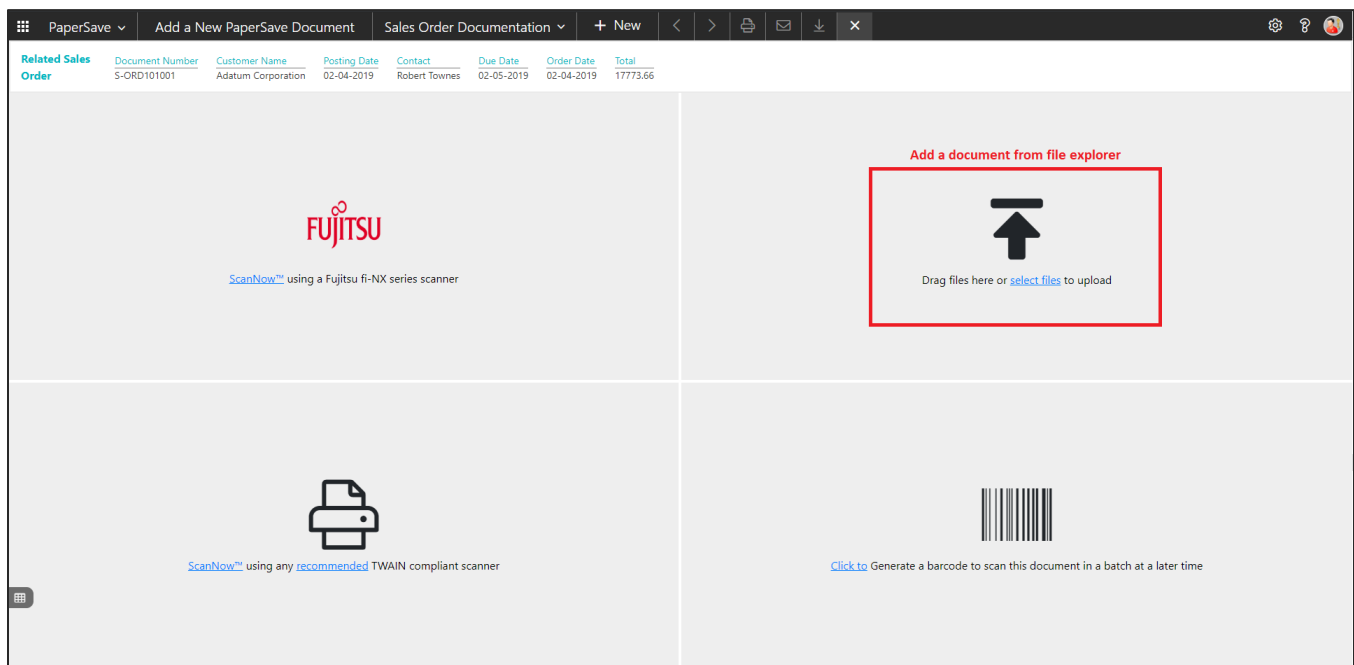 PaperSave
Add a New PaperSave Document
Sales Order Documentation
+ New
Related Sales Order
Document Number
Customer Name
Posting Date
Contact
Due Date
Order Date
Total
S-ORD101001
Adatum Corporation
02-04-2019
Robert Townes
02-05-2019
02-04-2019
17773.66
FUJITSU
ScanNow™ using a Fujitsu fi-NX series scanner
Add a document from file explorer
Drag files here or select files to upload
ScanNow™ using any recommended TWAIN compliant scanner
Click to Generate a barcode to scan this document in a batch at a later time